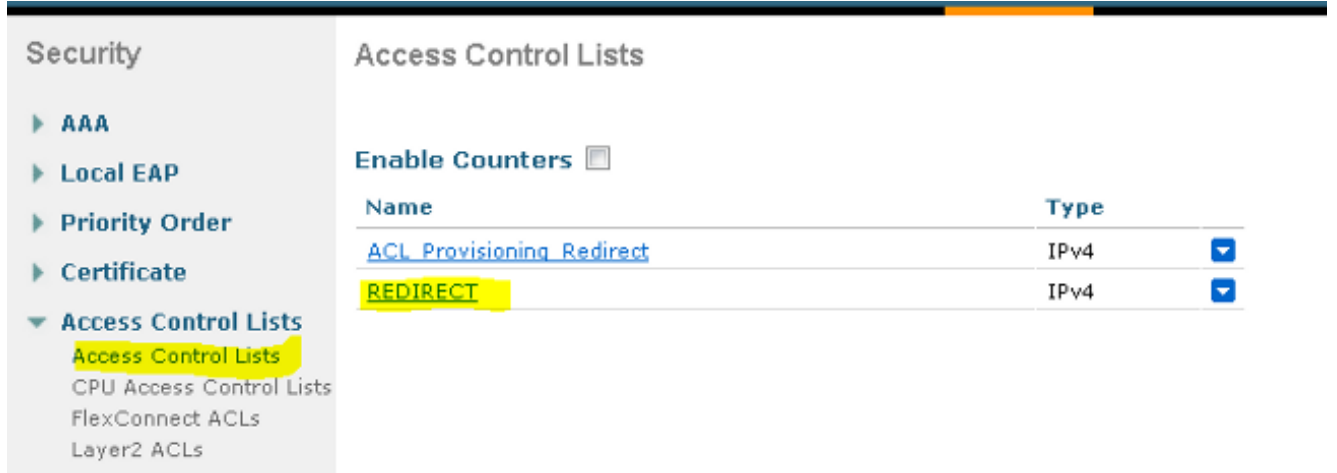 Security
AAA
Local EAP
Priority Order
Certificate
Access Control Lists
Access Control Lists
CPU Access Control Lists
FlexConnect ACLs
Layer2 ACLs
Access Control Lists
Enable Counters
Name Type
ACL_Provisioning_Redirect IPv4
REDIRECT IPv4